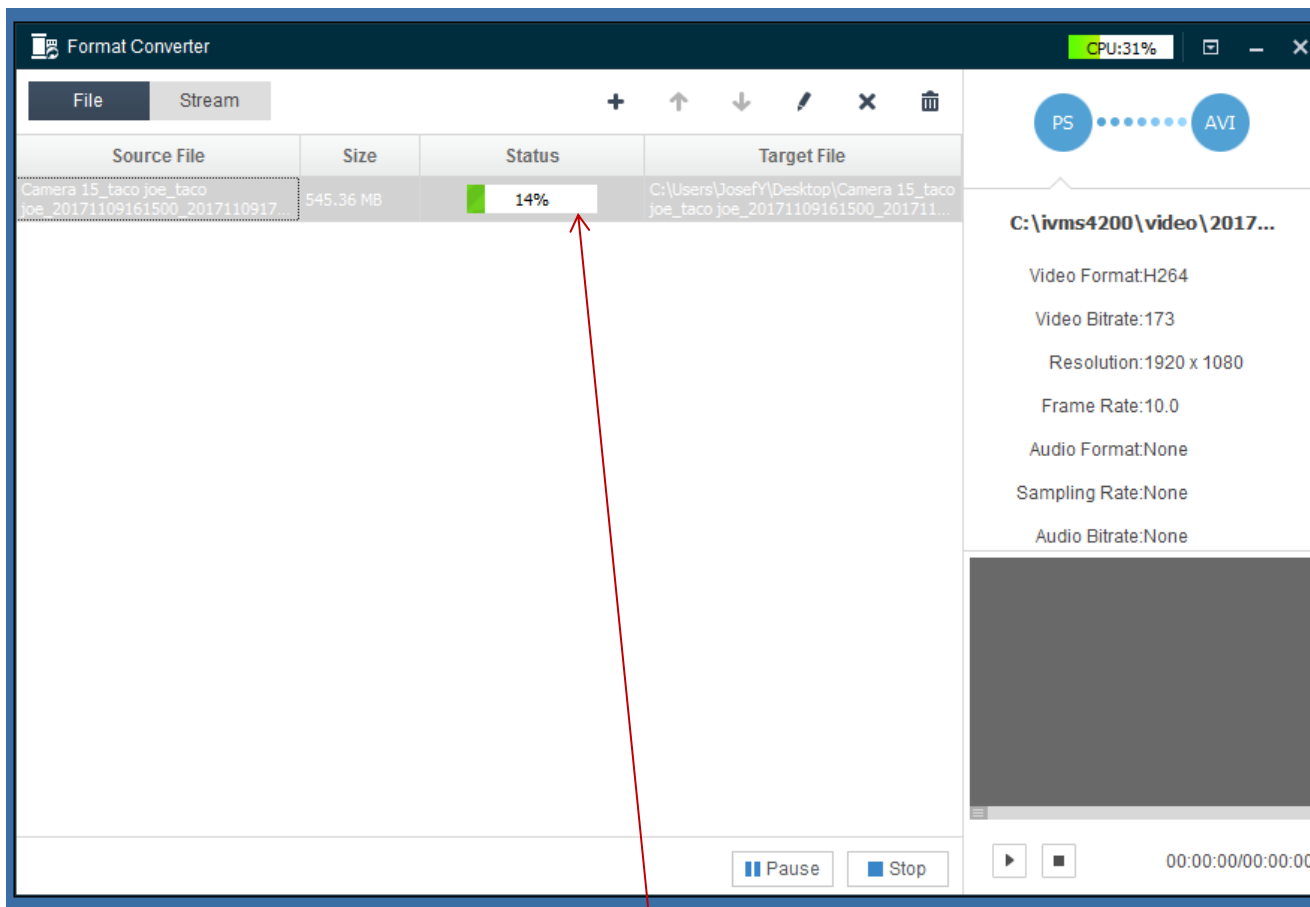 Format Converter
CPU:31%
File
Stream
Source File
Size
Status
Target File
Camera 15_taco joe_taco
joe_20171109161500_2017110917...
545.36 MB
14%
C:\Users\JosefY\Desktop\Camera 15_taco
joe_taco joe_20171109161500_201711...
Pause
Stop
PS
AVI
C:\ivms4200\video\2017...
Video Format:H264
Video Bitrate:173
Resolution:1920 x 1080
Frame Rate:10.0
Audio Format:None
Sampling Rate:None
Audio Bitrate:None
00:00:00/00:00:00